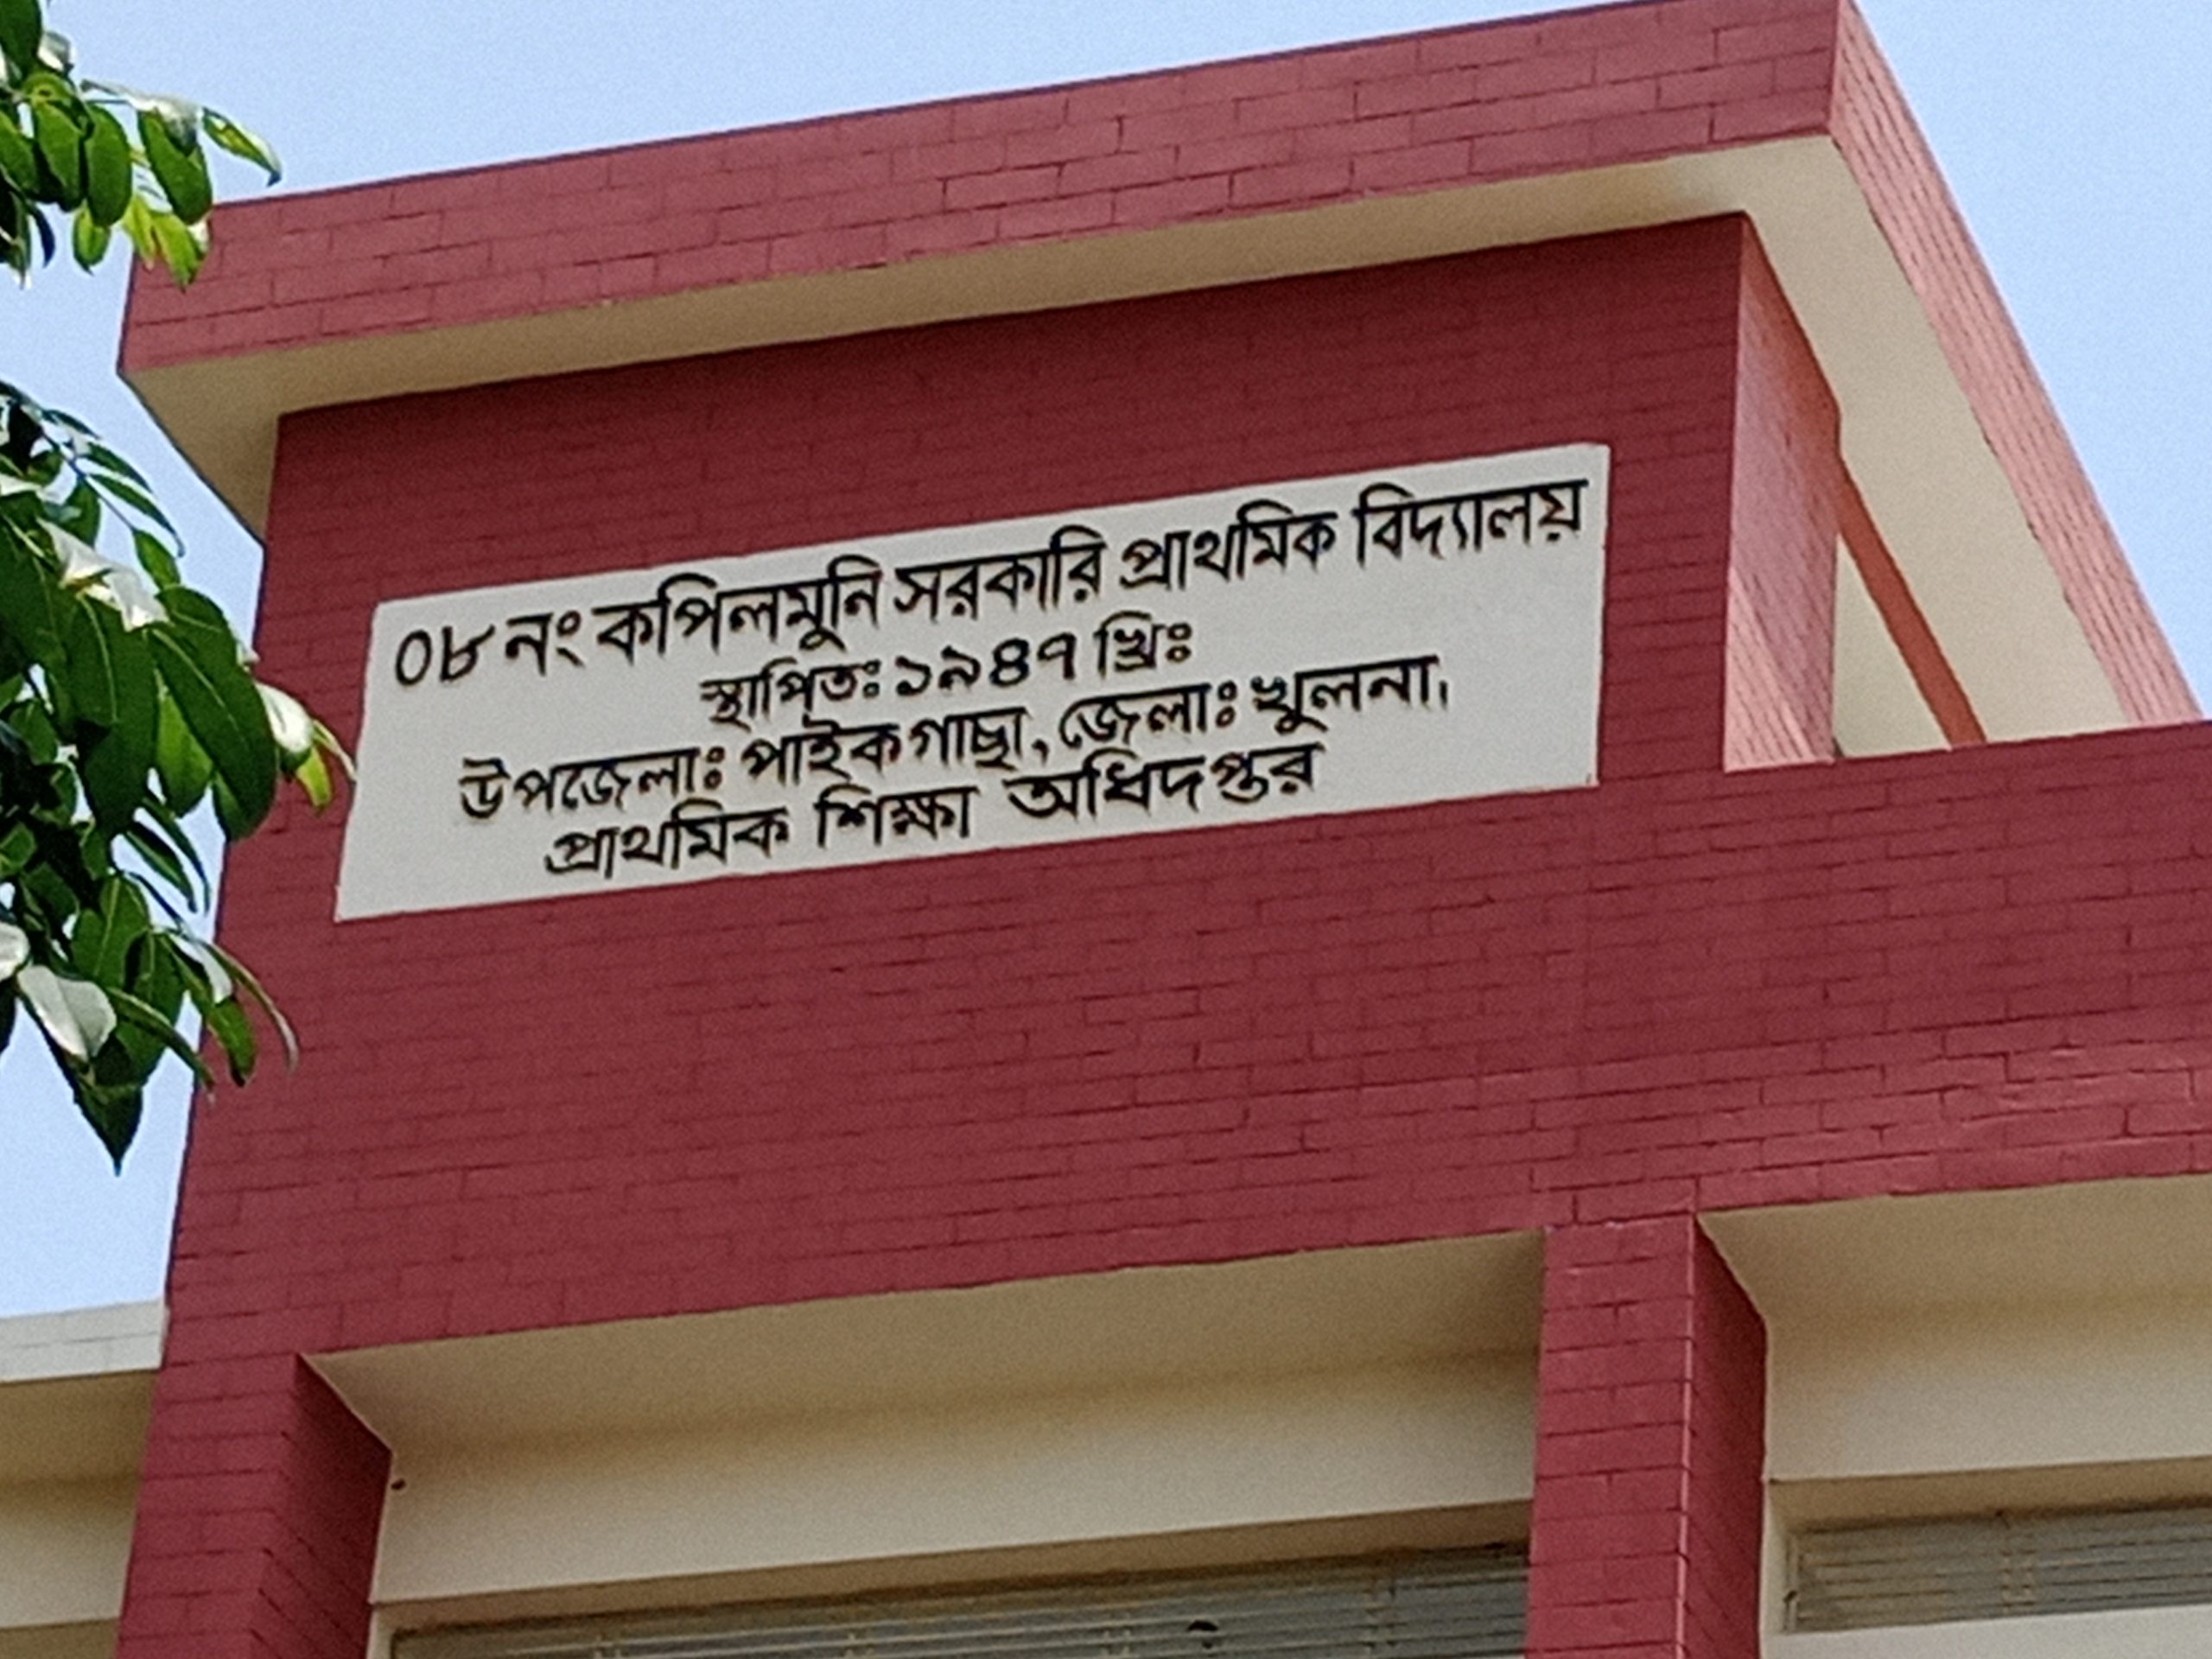 ০৮ নং কপিলমুনি সরকারি প্রাথমিক বিদ্যালয়
স্থাপিতঃ ১৯৪৭ খ্রিঃ
উপজেলাঃ পাইকগাছা, জেলাঃ খুলনা,
প্রাথমিক শিক্ষা অধিদপ্তর